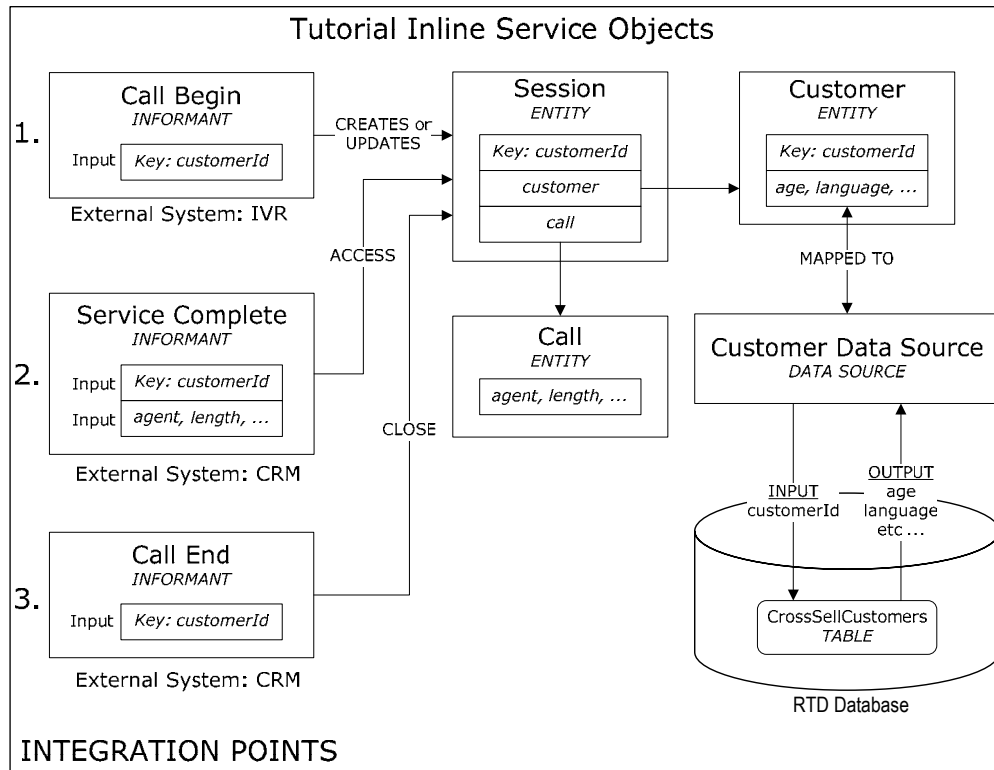 Tutorial Inline Service Objects
1.
Call Begin
INFORMANT
Input
Key: customerId
External System: IVR
CREATES or
UPDATES
Session
ENTITY
Key: customerId
customer
call
Customer
ENTITY
Key: customerId
age, language, ...
ACCESS
MAPPED TO
2.
Service Complete
INFORMANT
Input
Key: customerId
Input
agent, length, ...
External System: CRM
Call
ENTITY
agent, length, ...
Customer Data Source
DATA SOURCE
CLOSE
INPUT
customerId
OUTPUT
age
language
etc ...
3.
Call End
INFORMANT
Input
Key: customerId
External System: CRM
CrossSellCustomers
TABLE
RTD Database
INTEGRATION POINTS